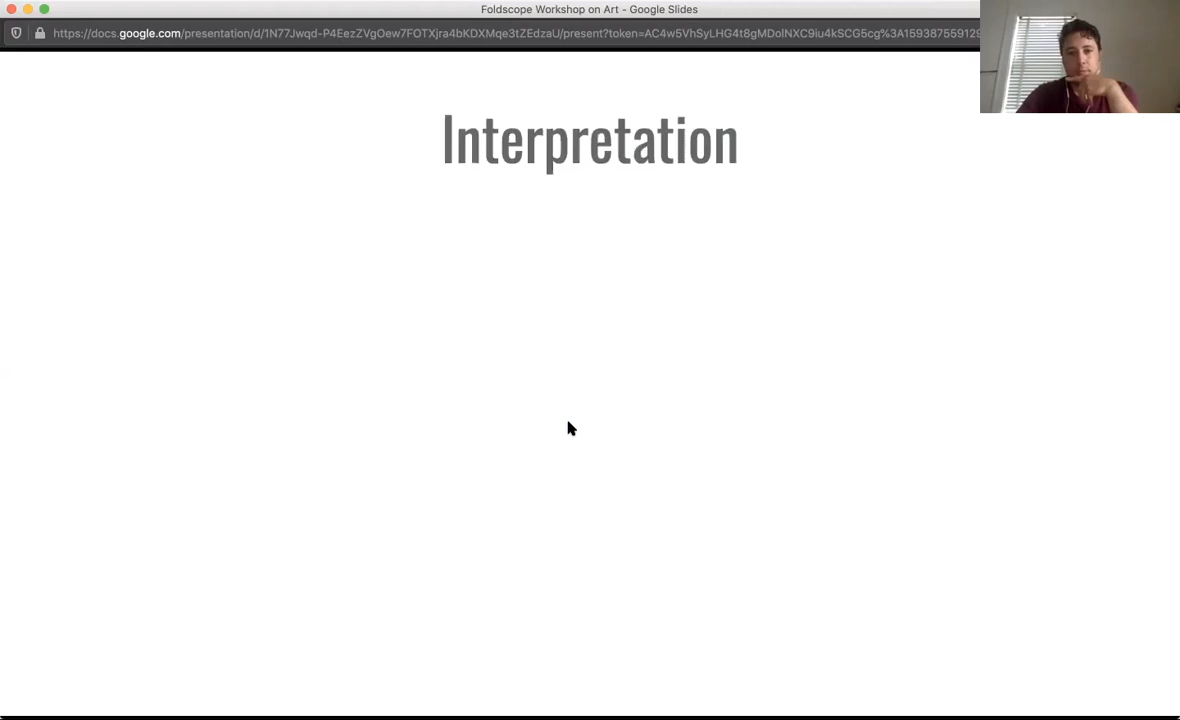 Foldscope Workshop on Art - Google Slides
https://docs.google.com/presentation/d/1N77Jwqd-P4EezZVgOew7FOTXjra4bKDXMqe3tZEdzaU/present?token=AC4w5VhSyLHG4t8gMDolNXC9iu4kSCG5cg%3A159387559129
Interpretation